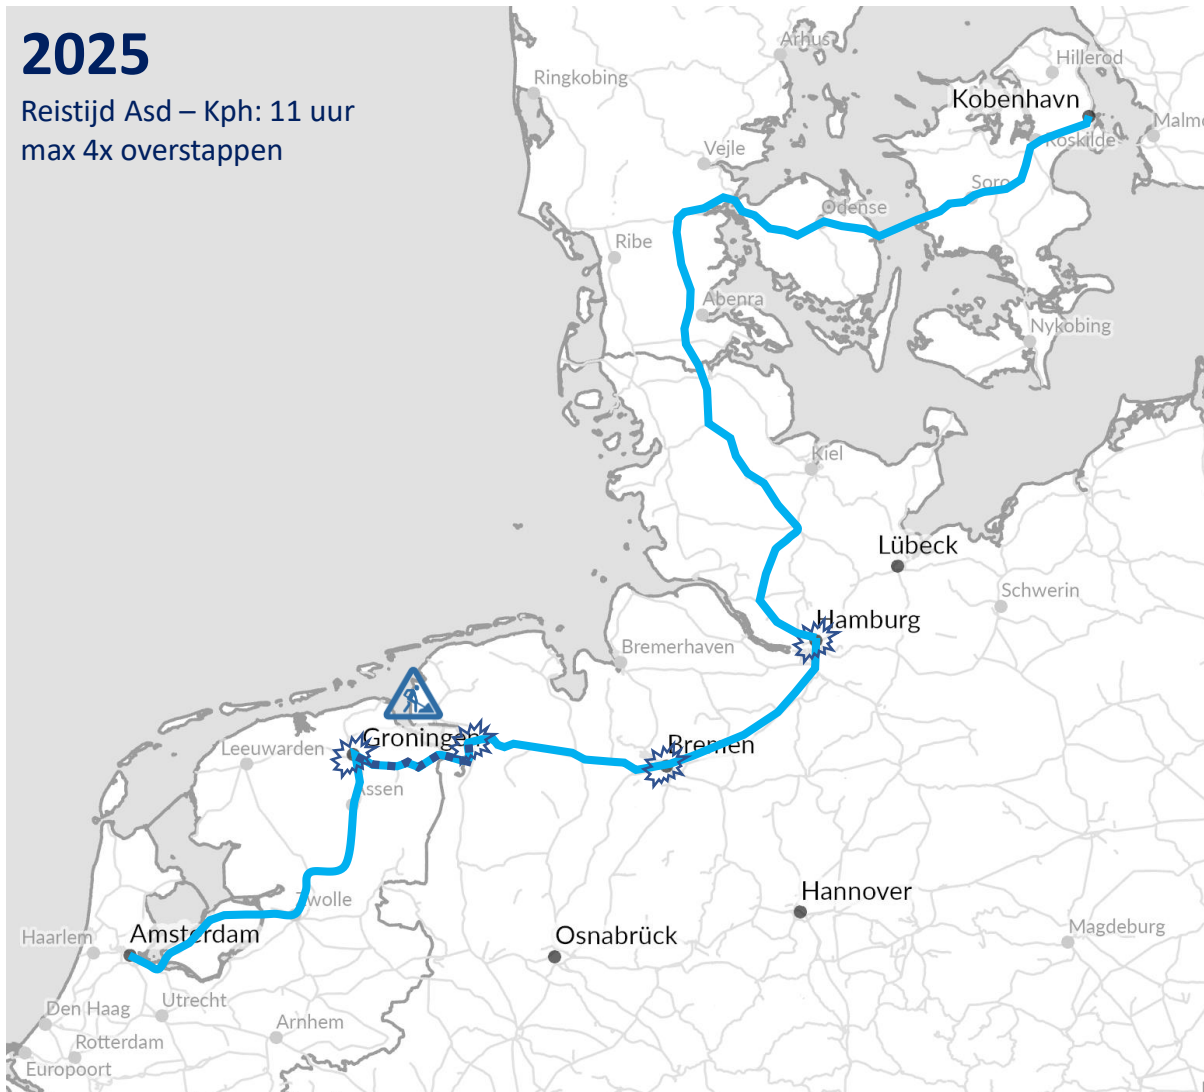 2025
Reistijd Asd – Kph: 11 uur
max 4x overstappen
Arhus
Hillerod
Ringkobing
Kobenhavn
Malmo
Roskilde
Vejle
Soro
Odense
Ribe
Abenra
Nykobing
Kiel
Lübeck
Schwerin
Hamburg
Bremerhaven
Groningen
Leeuwarden
Bremen
Assen
Hannover
Zwolle
Magdeburg
Haarlem
Amsterdam
Osnabrück
Utrecht
Den Haag
Arnhem
Rotterdam
Europoort